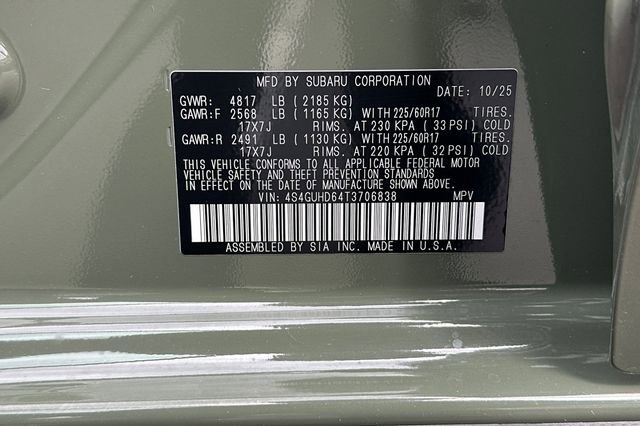 MFD BY SUBARU CORPORATION
DATE: 10/25
GVWR: 4817 LB (2185 KG)
GAWR:F 2568 LB (1165 KG) WITH 225/60R17 TIRES.
17X7J RIMS. AT 230 KPA (33 PSI) COLD
GAWR:R 2491 LB (1130 KG) WITH 225/60R17 TIRES.
17X7J RIMS. AT 220 KPA (32 PSI) COLD
THIS VEHICLE CONFORMS TO ALL APPLICABLE FEDERAL MOTOR
VEHICLE SAFETY AND THEFT PREVENTION STANDARDS
IN EFFECT ON THE DATE OF MANUFACTURE SHOWN ABOVE.
VIN: 4S4GUHD64T3706838 MPV
ASSEMBLED BY SIA INC. MADE IN U.S.A.